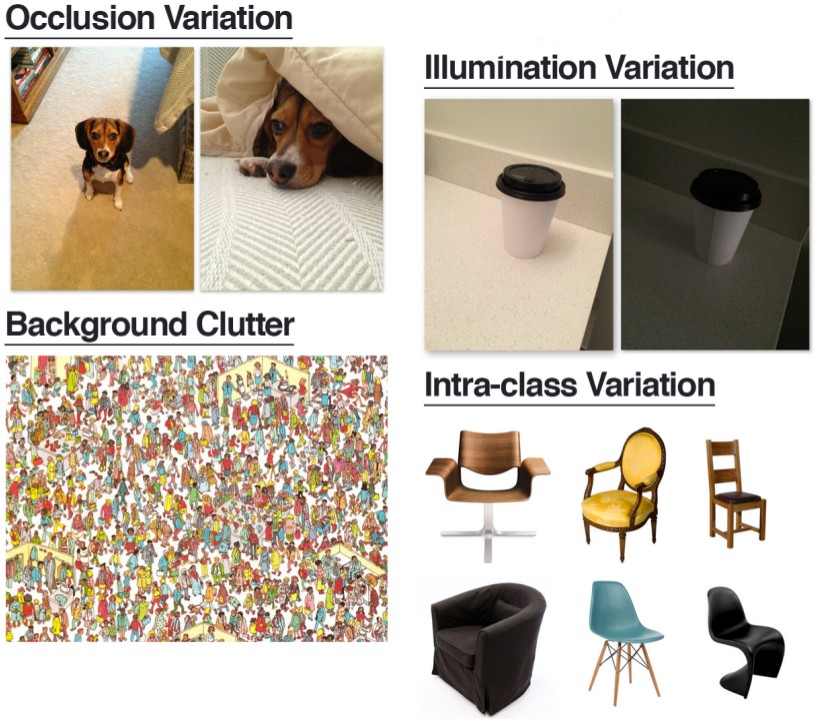 Occlusion Variation
Illumination Variation
Background Clutter
Intra-class Variation